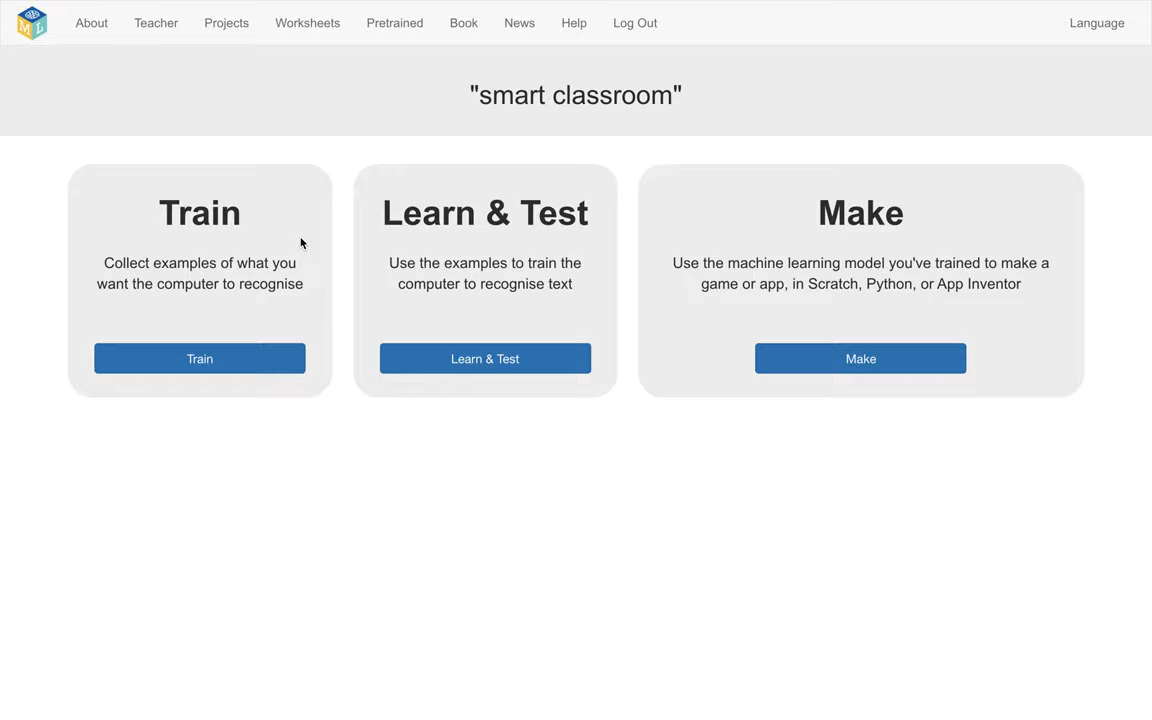 About Teacher Projects Worksheets Pretrained Book News Help Log Out Language
"smart classroom"
Train
Collect examples of what you
want the computer to recognise
Train
Learn & Test
Use the examples to train the
computer to recognise text
Learn & Test
Make
Use the machine learning model you've trained to make a
game or app, in Scratch, Python, or App Inventor
Make